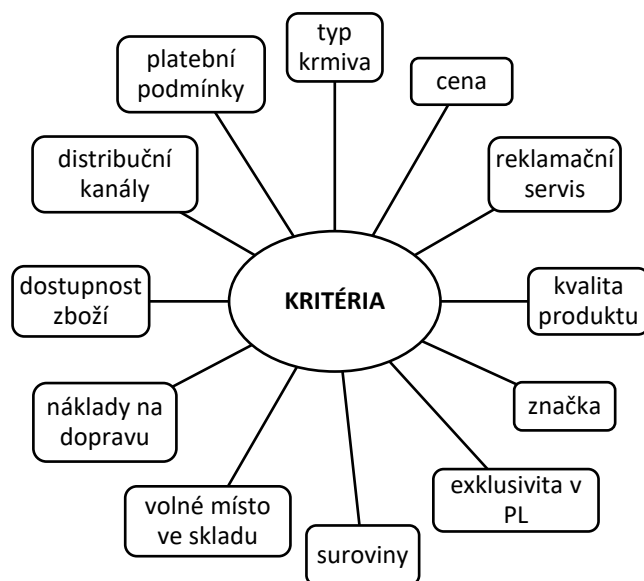 typ
krmiva
platební
podmínky
cena
distribuční
kanály
reklamační
servis
dostupnost
zboží
KRITÉRIA
kvalita
produktu
náklady na
dopravu
značka
volné místo
ve skladu
exklusivita v
PL
suroviny